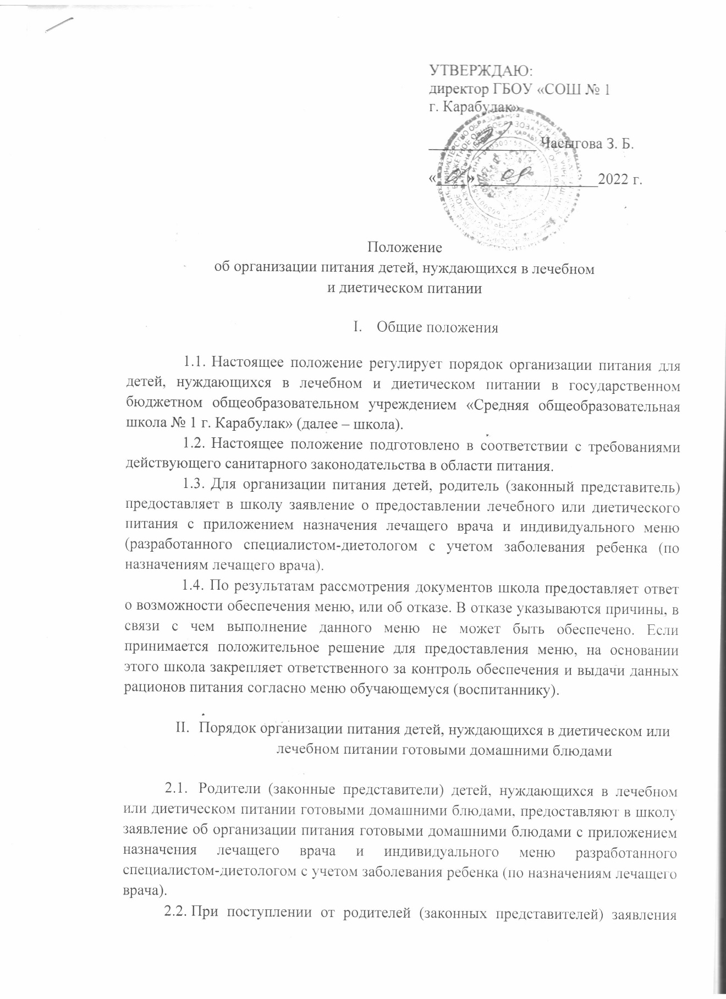 УТВЕРЖДАЮ:
директор ГБОУ «СОШ № 1
г. Карабулак»
Часыгова З. Б.
« » 09 2022 г.
Положение
об организации питания детей, нуждающихся в лечебном
и диетическом питании
I. Общие положения
1.1. Настоящее положение регулирует порядок организации питания для
детей, нуждающихся в лечебном и диетическом питании в государственном
бюджетном общеобразовательном учреждением «Средняя общеобразовательная
школа № 1 г. Карабулак» (далее – школа).
1.2. Настоящее положение подготовлено в соответствии с требованиями
действующего санитарного законодательства в области питания.
1.3. Для организации питания детей, родитель (законный представитель)
предоставляет в школу заявление о предоставлении лечебного или диетического
питания с приложением назначения лечащего врача и индивидуального меню
(разработанного специалистом-диетологом с учетом заболевания ребенка (по
назначениям лечащего врача).
1.4. По результатам рассмотрения документов школа предоставляет ответ
о возможности обеспечения меню, или об отказе. В отказе указываются причины, в
связи с чем выполнение данного меню не может быть обеспечено. Если
принимается положительное решение для предоставления меню, на основании
этого школа закрепляет ответственного за контроль обеспечения и выдачи данных
рационов питания согласно меню обучающемуся (воспитаннику).
II. Порядок организации питания детей, нуждающихся в диетическом или
лечебном питании готовыми домашними блюдами
2.1. Родители (законные представители) детей, нуждающихся в лечебном
или диетическом питании готовыми домашними блюдами, предоставляют в школу
заявление об организации питания готовыми домашними блюдами с приложением
назначения лечащего врача и индивидуального меню разработанного
специалистом-диетологом с учетом заболевания ребенка (по назначениям лечащего
врача).
2.2. При поступлении от родителей (законных представителей) заявления